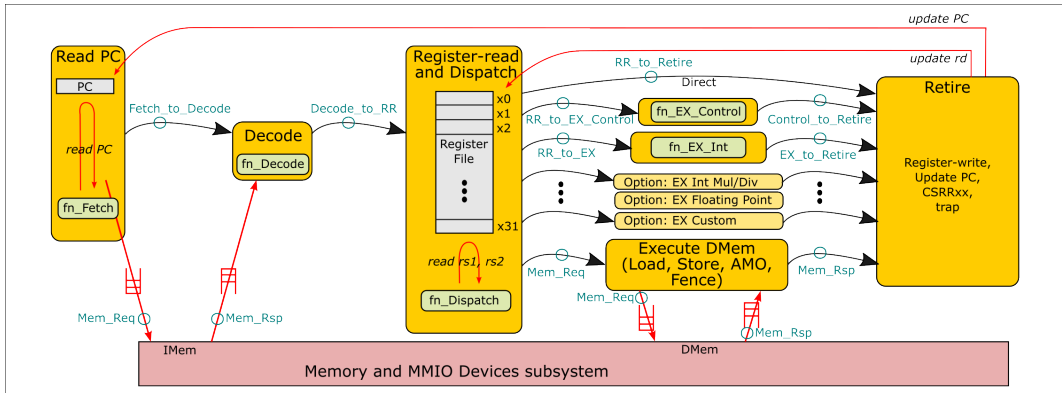 update PC
Read PC
PC
read PC
fn_Fetch
Fetch_to_Decode
Decode
fn_Decode
Decode_to_RR
Register-read
and Dispatch
x0
x1
x2
Register
File
x31
read rs1, rs2
fn_Dispatch
update rd
RR_to_Retire
Direct
RR_to_EX_Control
fn_EX_Control
Control_to_Retire
RR_to_EX
fn_EX_Int
EX_to_Retire
Option: EX Int Mul/Div
Option: EX Floating Point
Option: EX Custom
Mem_Req
Execute DMem
(Load, Store, AMO,
Fence)
Mem_Rsp
Retire
Register-write,
Update PC,
CSRRxx,
trap
Mem_Req
Mem_Rsp
Mem_Req
Mem_Rsp
IMem
DMem
Memory and MMIO Devices subsystem